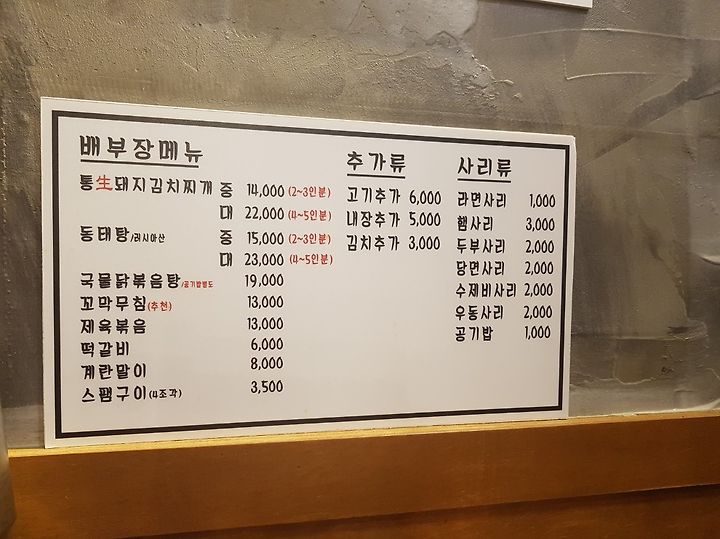 배부장메뉴
통生돼지김치찌개 중 14,000 (2~3인분)
대 22,000 (4~5인분)
동태탕/러시아산 중 15,000 (2~3인분)
대 23,000 (4~5인분)
국물닭볶음탕/공기밥별도 19,000
꼬막무침(추천) 13,000
제육볶음 13,000
떡갈비 6,000
계란말이 8,000
스팸구이(4조각) 3,500
추가류
고기추가 6,000
내장추가 5,000
김치추가 3,000
사리류
라면사리 1,000
햄사리 3,000
두부사리 2,000
당면사리 2,000
수제비사리 2,000
우동사리 2,000
공기밥 1,000